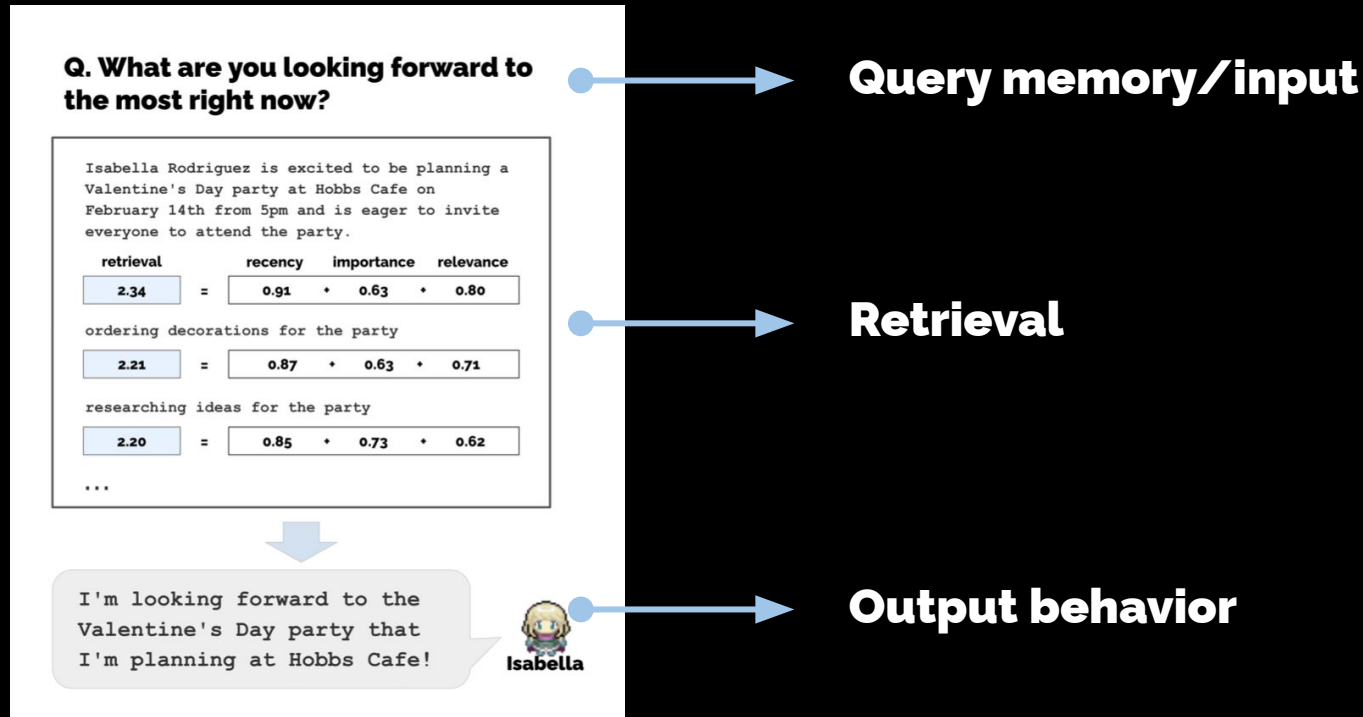 Q. What are you looking forward to
the most right now?
Query memory/input
Isabella Rodriguez is excited to be planning a
Valentine's Day party at Hobbs Cafe on
February 14th from 5pm and is eager to invite
everyone to attend the party.
retrieval recency importance relevance
2.34 = 0.91 + 0.63 + 0.80
Retrieval
ordering decorations for the party
2.21 = 0.87 + 0.63 + 0.71
researching ideas for the party
2.20 = 0.85 + 0.73 + 0.62
...
I'm looking forward to the
Valentine's Day party that
I'm planning at Hobbs Cafe!
Isabella
Output behavior